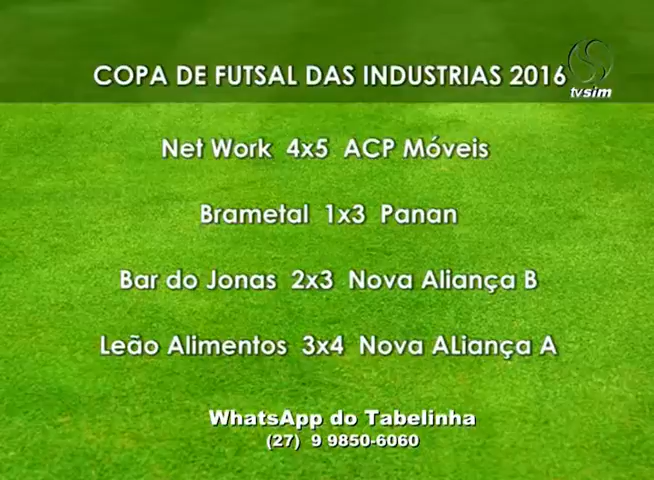 COPA DE FUTSAL DAS INDUSTRIAS 2016
tvsim
Net Work 4x5 ACP Móveis
Brametal 1x3 Panan
Bar do Jonas 2x3 Nova Aliança B
Leão Alimentos 3x4 Nova ALiança A
WhatsApp do Tabelinha
(27) 9 9850-6060